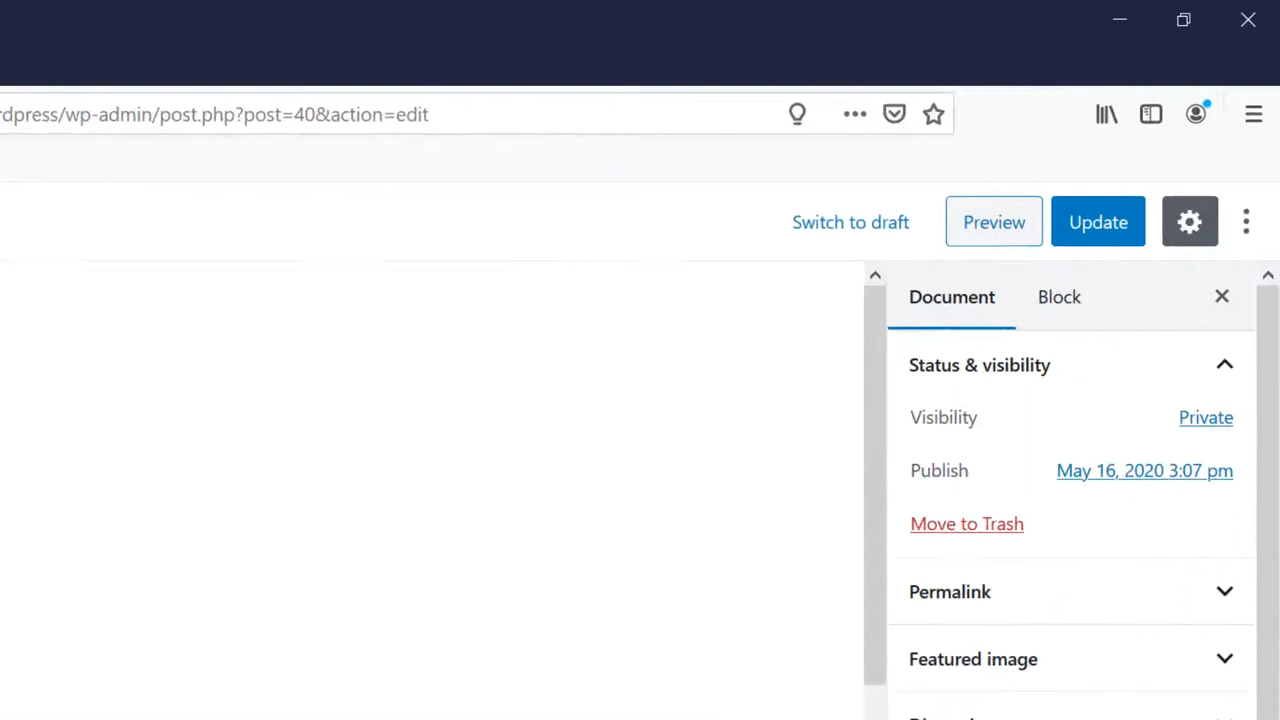 rdpress/wp-admin/post.php?post=40&action=edit
Switch to draft
Preview
Update
Document
Block
Status & visibility
Visibility
Private
Publish
May 16, 2020 3:07 pm
Move to Trash
Permalink
Featured image